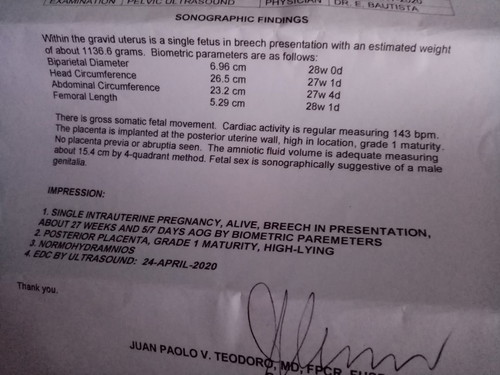 EXAMINATION PELVIC ULTRASOUND PHYSICIAN DR. E. BAUTISTA
SONOGRAPHIC FINDINGS
Within the gravid uterus is a single fetus in breech presentation with an estimated weight
of about 1136.6 grams. Biometric parameters are as follows:
Biparietal Diameter 6.96 cm 28w 0d
Head Circumference 26.5 cm 27w 1d
Abdominal Circumference 23.2 cm 27w 4d
Femoral Length 5.29 cm 28w 1d
There is gross somatic fetal movement. Cardiac activity is regular measuring 143 bpm.
The placenta is implanted at the posterior uterine wall, high in location, grade 1 maturity.
No placenta previa or abruptia seen. The amniotic fluid volume is adequate measuring
about 15.4 cm by 4-quadrant method. Fetal sex is sonographically suggestive of a male
genitalia.
IMPRESSION:
1. SINGLE INTRAUTERINE PREGNANCY, ALIVE, BREECH IN PRESENTATION,
ABOUT 27 WEEKS AND 5/7 DAYS AOG BY BIOMETRIC PAREMETERS
2. POSTERIOR PLACENTA, GRADE 1 MATURITY, HIGH-LYING
3. NORMOHYDRAMNIOS
4. EDC BY ULTRASOUND: 24-APRIL-2020
Thank you.
JUAN PAOLO V. TEODORO, MD, FPCR,